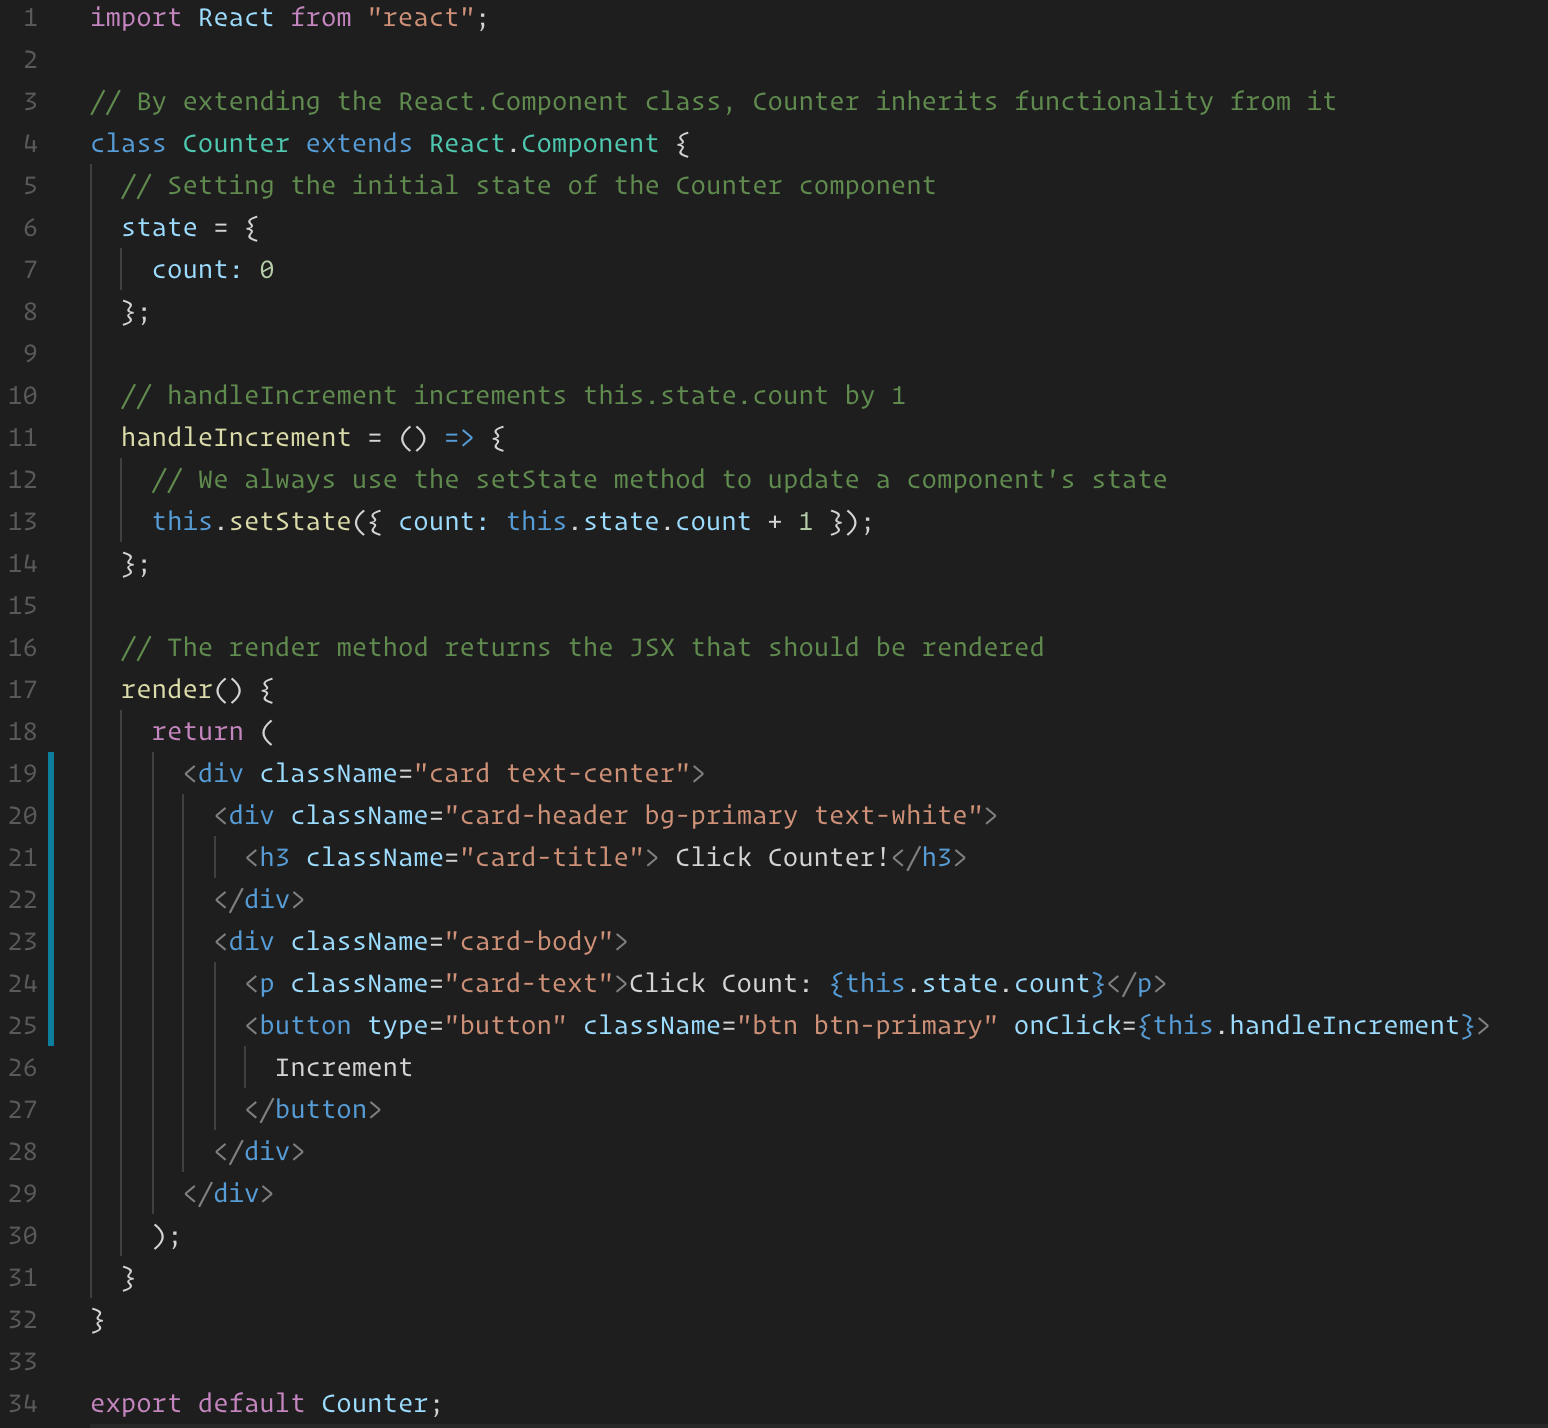 1 import React from "react";
2
3 // By extending the React.Component class, Counter inherits functionality from it
4 class Counter extends React.Component {
5   // Setting the initial state of the Counter component
6   state = {
7     count: 0
8   };
9
10   // handleIncrement increments this.state.count by 1
11   handleIncrement = () => {
12     // We always use the setState method to update a component's state
13     this.setState({ count: this.state.count + 1 });
14   };
15
16   // The render method returns the JSX that should be rendered
17   render() {
18     return (
19       <div className="card text-center">
20         <div className="card-header bg-primary text-white">
21           <h3 className="card-title"> Click Counter!</h3>
22         </div>
23         <div className="card-body">
24           <p className="card-text">Click Count: {this.state.count}</p>
25           <button type="button" className="btn btn-primary" onClick={this.handleIncrement}>
26             Increment
27           </button>
28         </div>
29       </div>
30     );
31   }
32 }
33
34 export default Counter;